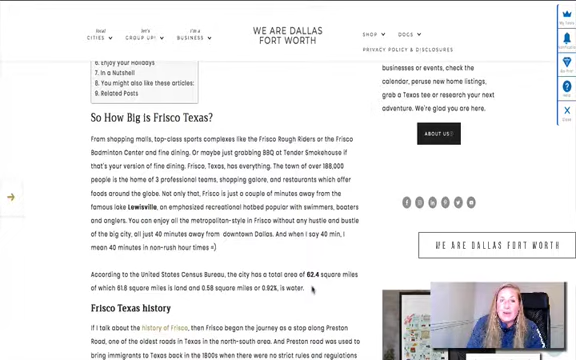 local
CITIES
let's
GROUP UP!
I'm a
BUSINESS
WE ARE DALLAS
FORT WORTH
SHOP
DOGS
PRIVACY POLICY & DISCLOSURES
6. Enjoy your Holidays
7. In a Nutshell
8. You might also like these articles:
9. Related Posts
So How Big is Frisco Texas?
From shopping malls, top-class sports complexes like the Frisco Rough Riders or the Frisco
Badminton Center and fine dining. Or maybe just grabbing BBQ at Tender Smokehouse if
that's your version of fine dining. Frisco, Texas, has everything. The town of over 188,000
people is the home of 3 professional teams, shopping galore, and restaurants which offer
foods around the globe. Not only that, Frisco is just a couple of minutes away from the
famous lake Lewisville, an emphasized recreational hotbed popular with swimmers, boaters
and anglers. You can enjoy all the metropolitan-style in Frisco without any hustle and bustle
of the big city, all just 40 minutes away from downtown Dallas. And when I say 40 min, I
mean 40 minutes in non-rush hour times =)
According to the United States Census Bureau, the city has a total area of 62.4 square miles
of which 61.8 square miles is land and 0.58 square miles or 0.92%, is water.
Frisco Texas history
If I talk about the history of Frisco, then Frisco began the journey as a stop along Preston
Road, one of the oldest roads in Texas in the north-south area. And Preston road was used to
bring immigrants to Texas back in the 1800s when there were no strict rules and regulations
businesses or events, check the
calendar, peruse new home listings,
grab a Texas tee or research your next
adventure. We're glad you are here.
ABOUT US
WE ARE DALLAS FORT WORTH